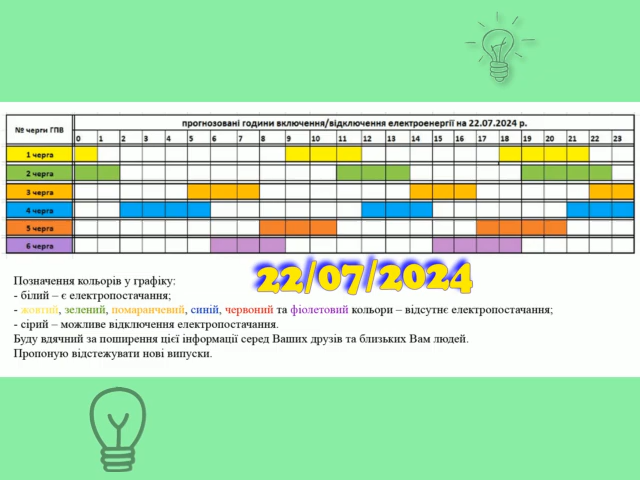 № черги ГПВ
прогнозовані години включення/відключення електроенергії на 22.07.2024 р.
0 1 2 3 4 5 6 7 8 9 10 11 12 13 14 15 16 17 18 19 20 21 22 23
1 черга
2 черга
3 черга
4 черга
5 черга
6 черга
22/07/2024
Позначення кольорів у графіку:
- білий – є електропостачання;
- жовтий, зелений, помаранчевий, синій, червоний та фіолетовий кольори – відсутнє електропостачання;
- сірий – можливе відключення електропостачання.
Буду вдячний за поширення цієї інформації серед Ваших друзів та близьких Вам людей.
Пропоную відстежувати нові випуски.